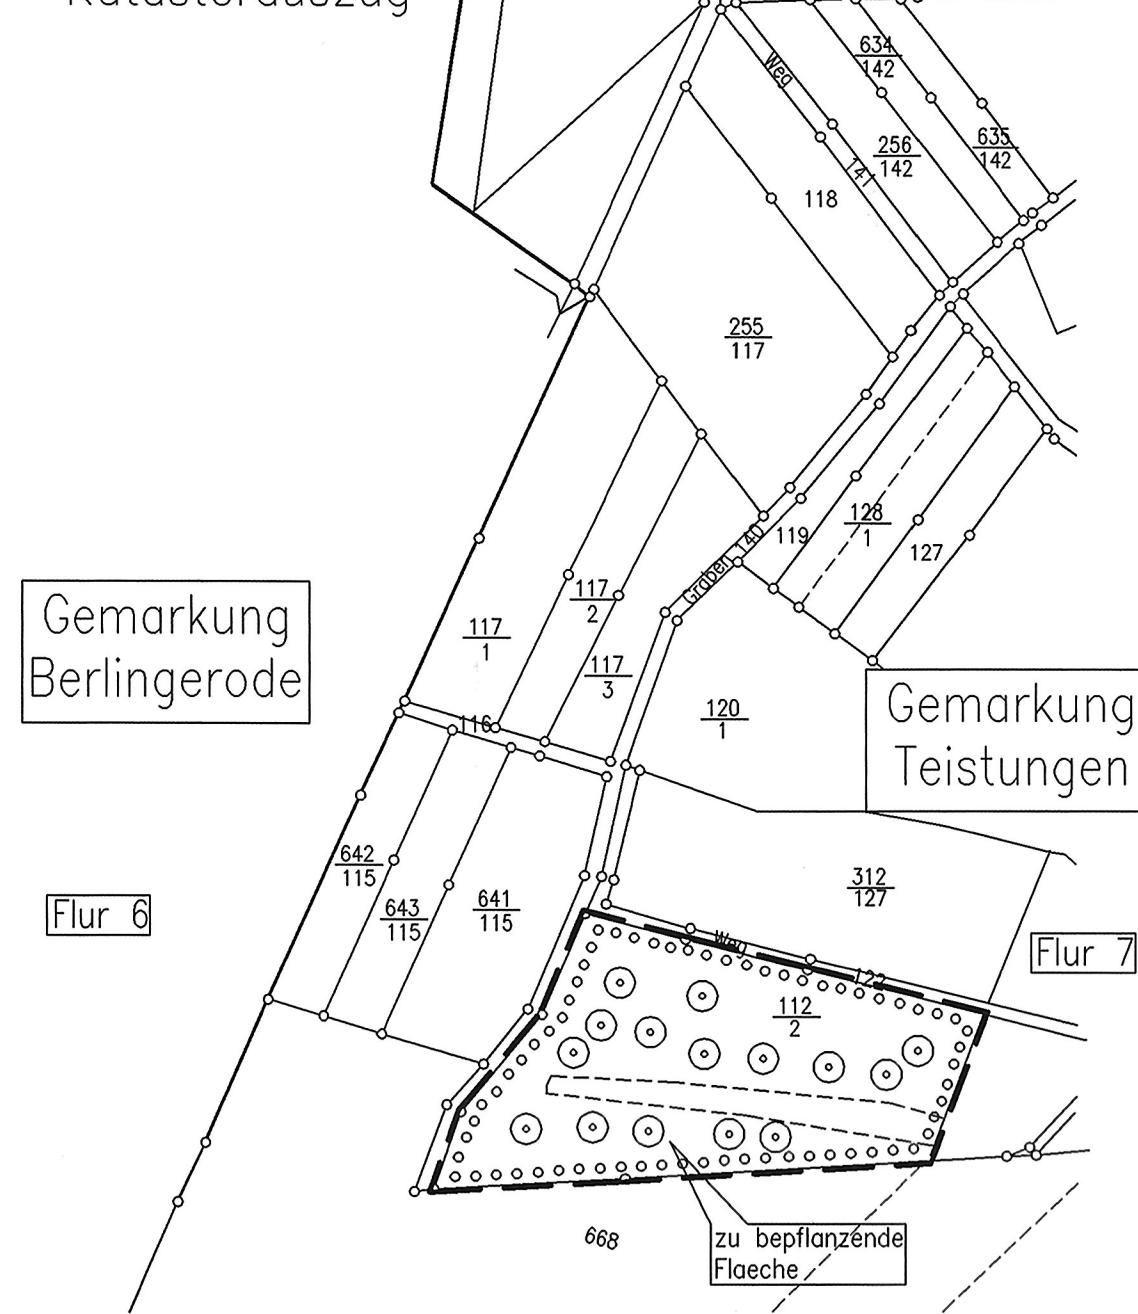 Katasterauszug
634
142
Weg
256
142
635
142
141
118
255
117
128
1
119
127
Graben 140
117
2
Gemarkung
Berlingerode
117
1
117
3
Gemarkung
Teistungen
120
1
116
642
115
643
115
641
115
312
127
Flur 6
Flur 7
Weg
122
112
2
668
zu bepflanzende
Flaeche